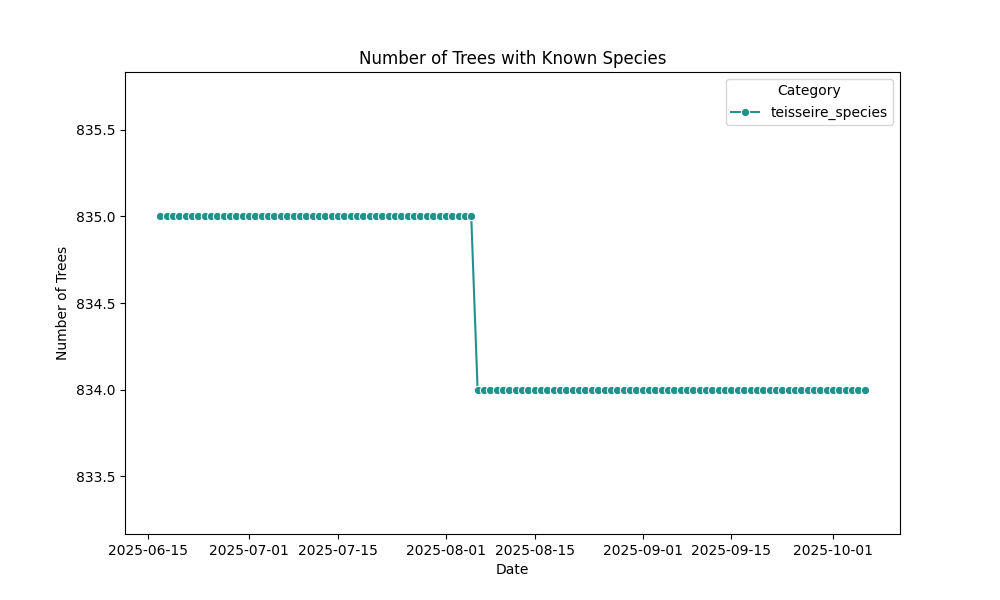 Number of Trees with Known Species
Category
teisseire_species
835.5
835.0
834.5
834.0
833.5
Number of Trees
2025-06-15 2025-07-01 2025-07-15 2025-08-01 2025-08-15 2025-09-01 2025-09-15 2025-10-01
Date